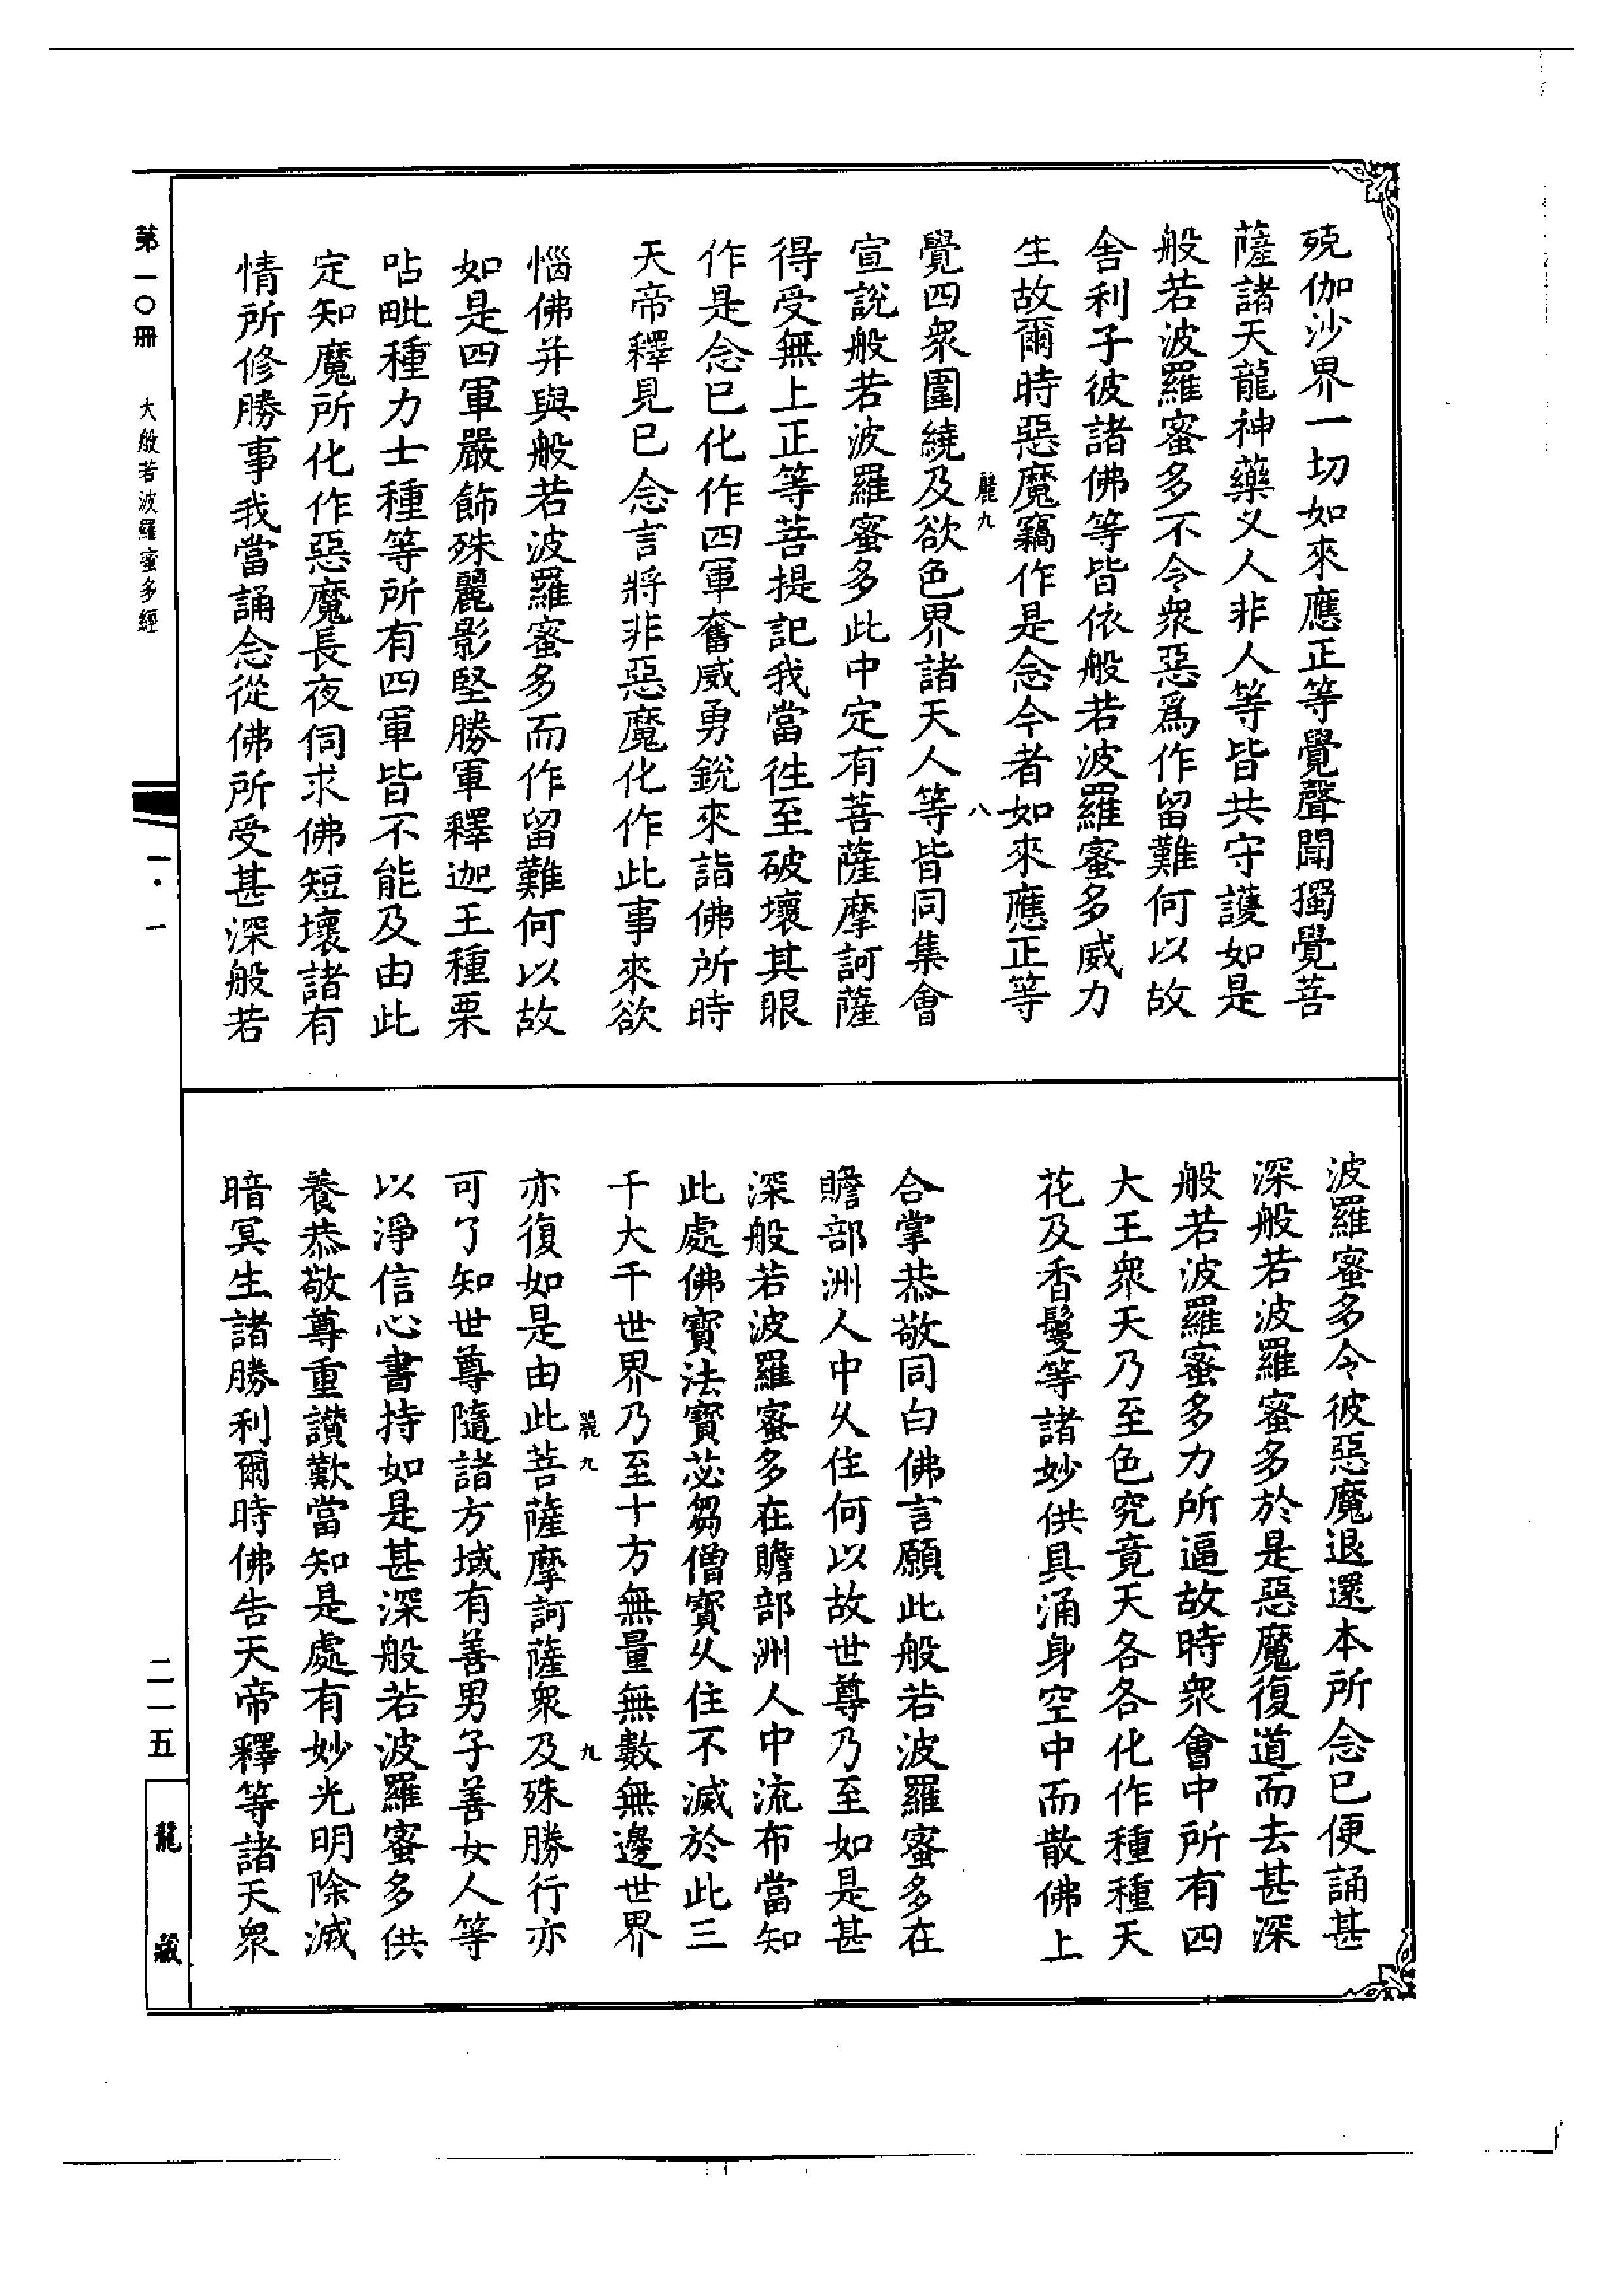 殑伽沙界一切如來應正等覺聲聞獨覺菩
薩諸天龍神藥叉人非人等皆共守護如是
般若波羅蜜多不令衆惡爲作留難何以故
舎利子彼諸佛等皆依般若波羅蜜多威力
生故爾時惡魔竊作是念今者如來應正等
麗九
八
覺四衆圍繞及欲色界諸天人等皆同集會
宣說般若波羅蜜多此中定有菩薩摩訶薩
得受無上正等菩提記我當徃至破壞其眼
作是念已化作四軍奮威勇銳來詣佛所時
天帝釋見已念言將非惡魔化作此事來欲
惱佛并與般若波羅蜜多而作留難何以故
如是四軍嚴飾殊麗影堅勝軍釋迦王種栗
呫毗種力士種等所有四軍皆不能及由此
定知魔所化作惡魔長夜伺求佛短壞諸有
情所修勝事我當誦念從佛所受甚深般若
波羅蜜多令彼惡魔退還本所念已便誦甚
深般若波羅蜜多於是惡魔復道而去甚深
般若波羅蜜多力所逼故時衆會中所有四
大王衆天乃至色究竟天各各化作種種天
花及香鬘等諸妙供具涌身空中而散佛上
合掌恭敬同白佛言願此般若波羅蜜多在
贍部洲人中乆住何以故世尊乃至如是甚
深般若波羅蜜多在贍部洲人中流布當知
此處佛寶法寶苾芻僧寶乆住不滅於此三
千大千世界乃至十方無量無數無邊世界
麗九
九
亦復如是由此菩薩摩訶薩衆及殊勝行亦
可了知世尊隨諸方域有善男子善女人等
以淨信心書持如是甚深般若波羅蜜多供
養恭敬尊重讃歎當知是處有妙光明除滅
暗冥生諸勝利爾時佛告天帝釋等諸天衆
第一〇冊 大般若波羅蜜多經
一·一
二一五
龍藏